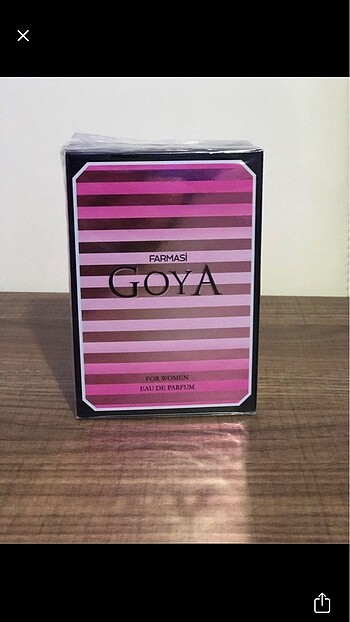 FARMASİ
GOYA
FOR WOMEN
EAU DE PARFUM